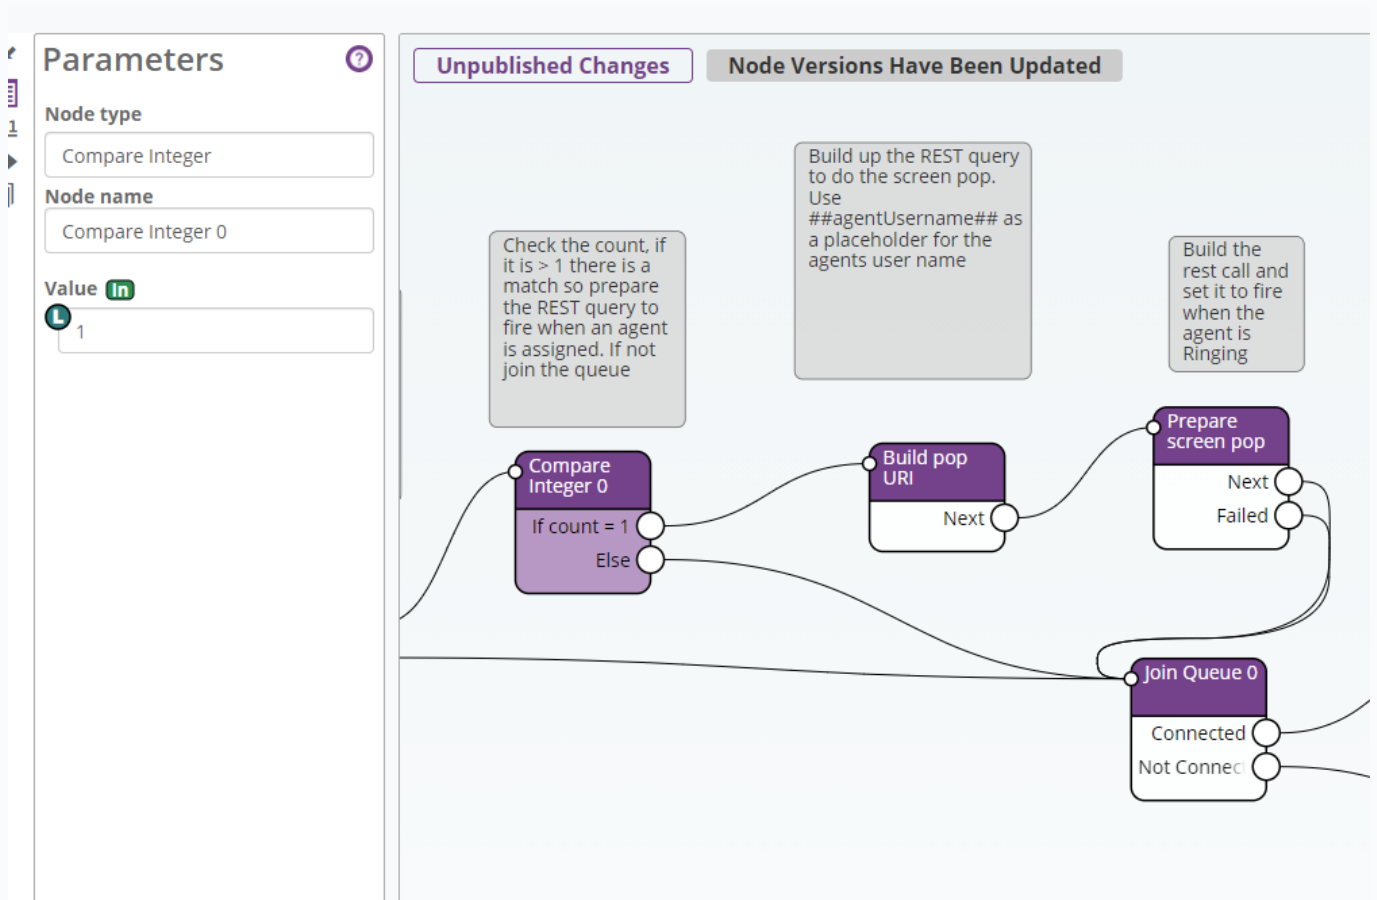 Parameters
?
Node type
Compare Integer
Node name
Compare Integer 0
Value In
L
1
1
Unpublished Changes
Node Versions Have Been Updated
Check the count, if
it is > 1 there is a
match so prepare
the REST query to
fire when an agent
is assigned. If not
join the queue
Build up the REST query
to do the screen pop.
Use
##agentUsername## as
a placeholder for the
agents user name
Build the
rest call and
set it to fire
when the
agent is
Ringing
Compare
Integer 0
If count = 1
Else
Build pop
URI
Next
Prepare
screen pop
Next
Failed
Join Queue 0
Connected
Not Connec